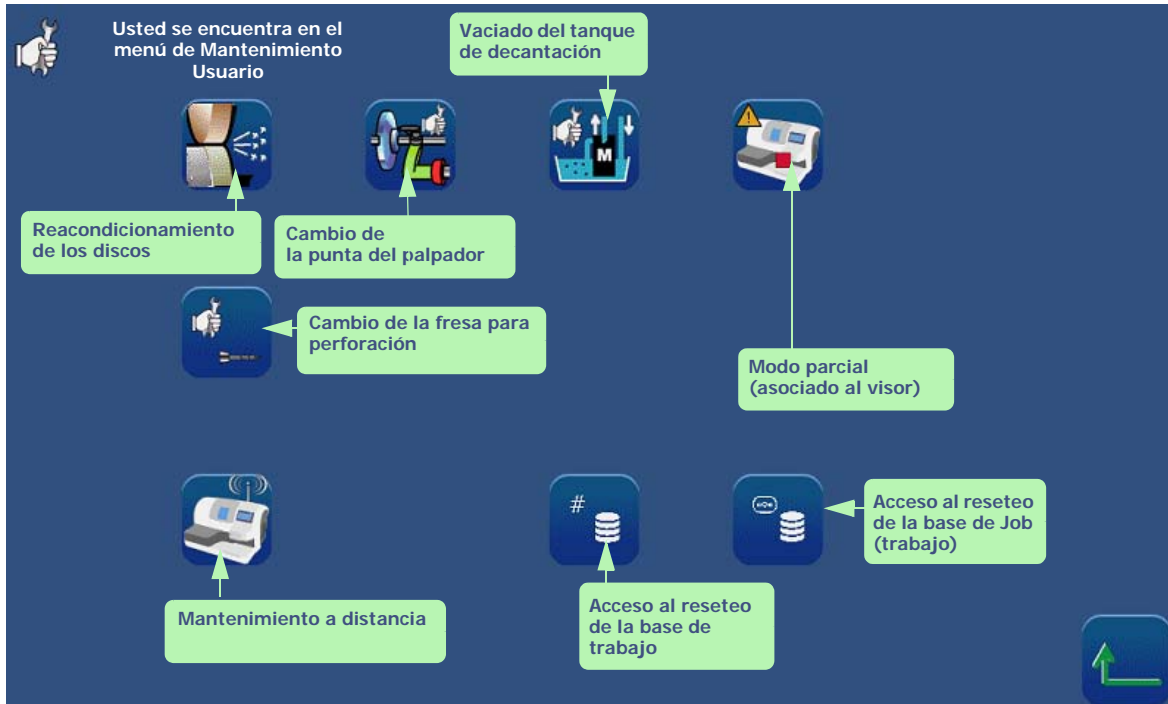 Usted se encuentra en el
menú de Mantenimiento
Usuario
Vaciado del tanque
de decantación
M
Reacondicionamiento
de los discos
Cambio de
la punta del palpador
Cambio de la fresa para
perforación
Modo parcial
(asociado al visor)
#
Acceso al reseteo
de la base de Job
(trabajo)
Mantenimiento a distancia
Acceso al reseteo
de la base de
trabajo